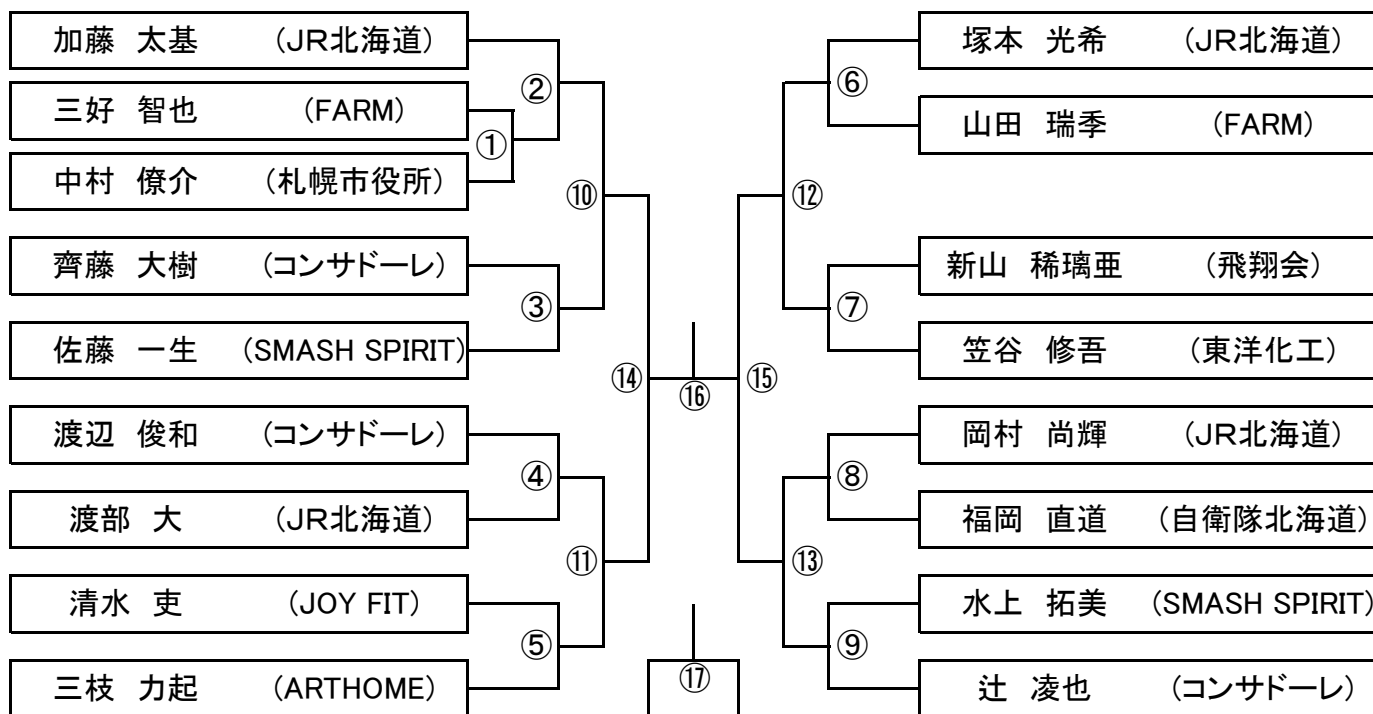 加藤 太基 (JR北海道)
三好 智也 (FARM)
中村 僚介 (札幌市役所)
齊藤 大樹 (コンサドーレ)
佐藤 一生 (SMASH SPIRIT)
渡辺 俊和 (コンサドーレ)
渡部 大 (JR北海道)
清水 吏 (JOY FIT)
三枝 力起 (ARTHOME)
②
①
⑩
③
⑭
④
⑪
⑤
⑯
⑰
⑥
⑫
⑦
⑮
⑧
⑬
⑨
塚本 光希 (JR北海道)
山田 瑞季 (FARM)
新山 稀璃亜 (飛翔会)
笠谷 修吾 (東洋化工)
岡村 尚輝 (JR北海道)
福岡 直道 (自衛隊北海道)
水上 拓美 (SMASH SPIRIT)
辻 凌也 (コンサドーレ)